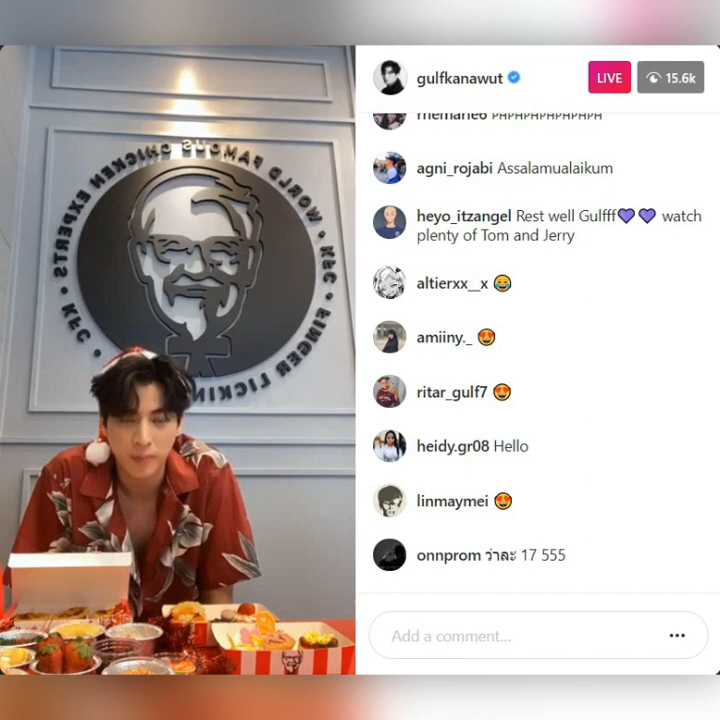 WORLD FAMOUS CHICKEN EXPERTS • KFC • FINGER LICKIN
KFC
gulfkanawut
LIVE
15.6k
agni_rojabi Assalamualaikum
heyo_itzangel Rest well Gulfff💜💜 watch
plenty of Tom and Jerry
altierxx__x 😂
amiiny._ 😍
ritar_gulf7 😍
heidy.gr08 Hello
linmaymei 😍
onnprom ว่าละ 17 555
Add a comment...